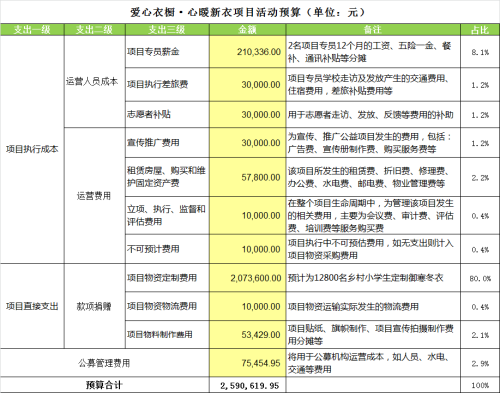 爱心衣橱·心暖新衣项目活动预算（单位：元）
支出一级 支出二级 支出三级 金额 备注 占比
项目执行成本
运营人员成本
项目专员薪金 210,336.00 2名项目专员12个月的工资、五险一金、餐
补、通讯补贴等分摊 8.1%
项目执行差旅费 30,000.00 项目专员学校走访及发放产生的交通费用、
住宿费用，差旅补贴费用等 1.2%
志愿者补贴 30,000.00 用于志愿者走访、发放、反馈等费用的补助 1.2%
运营费用
宣传推广费用 30,000.00 为宣传、推广公益项目发生的费用，包括：
广告费、宣传册制作费、购买服务费等 1.2%
租赁房屋、购买和维
护固定资产费 57,800.00 该项目所发生的租赁费、折旧费、修理费、
办公费、水电费、邮电费、物业管理费等 2.2%
立项、执行、监督和
评估费用 10,000.00 在整个项目生命周期中，为管理该项目发生
的相关费用，主要为会议费、审计费、评估
费、培训费等服务购买费 0.4%
不可预计费用 10,000.00 项目执行中不可预估费用，如无支出则计入
项目物资采购费用 0.4%
项目直接支出
款项捐赠
项目物资定制费用 2,073,600.00 预计为12800名乡村小学生定制御寒冬衣 80.0%
项目物资物流费用 10,000.00 项目物资运输实际发生的物流费用 0.4%
项目物料制作费用 53,429.00 项目贴纸、旗帜制作、项目宣传拍摄制作费
用分摊等 2.1%
公募管理费用 75,454.95 将用于公募机构运营成本，如人员、水电、
交通等费用 2.9%
预算合计 2,590,619.95 100%